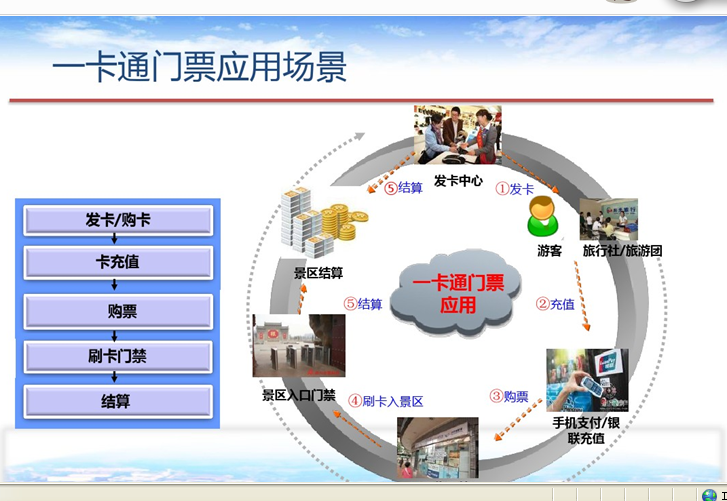 一卡通门票应用场景
发卡/购卡
卡充值
购票
刷卡门禁
结算
发卡中心
⑤结算
①发卡
游客
旅行社/旅游团
景区结算
一卡通门票
应用
⑤结算
②充值
景区入口门禁
④刷卡入景区
③购票
手机支付/银
联充值